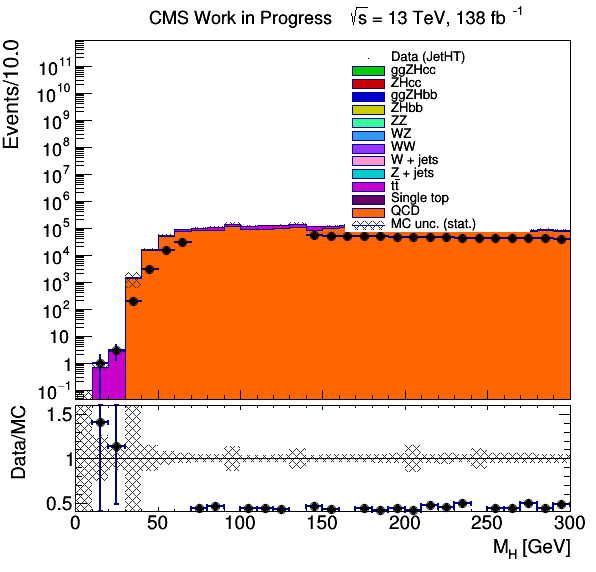 CMS Work in Progress √s = 13 TeV, 138 fb⁻¹
Events/10.0
10¹¹
10¹⁰
10⁹
10⁸
10⁷
10⁶
10⁵
10⁴
10³
10²
10
1
10⁻¹
Data (JetHT)
ggZHcc
ZHcc
ggZHbb
ZHbb
ZZ
WZ
WW
W + jets
Z + jets
tt̄
Single top
QCD
MC unc. (stat.)
Data/MC
1.5
1
0.5
0 50 100 150 200 250 300
M_H [GeV]